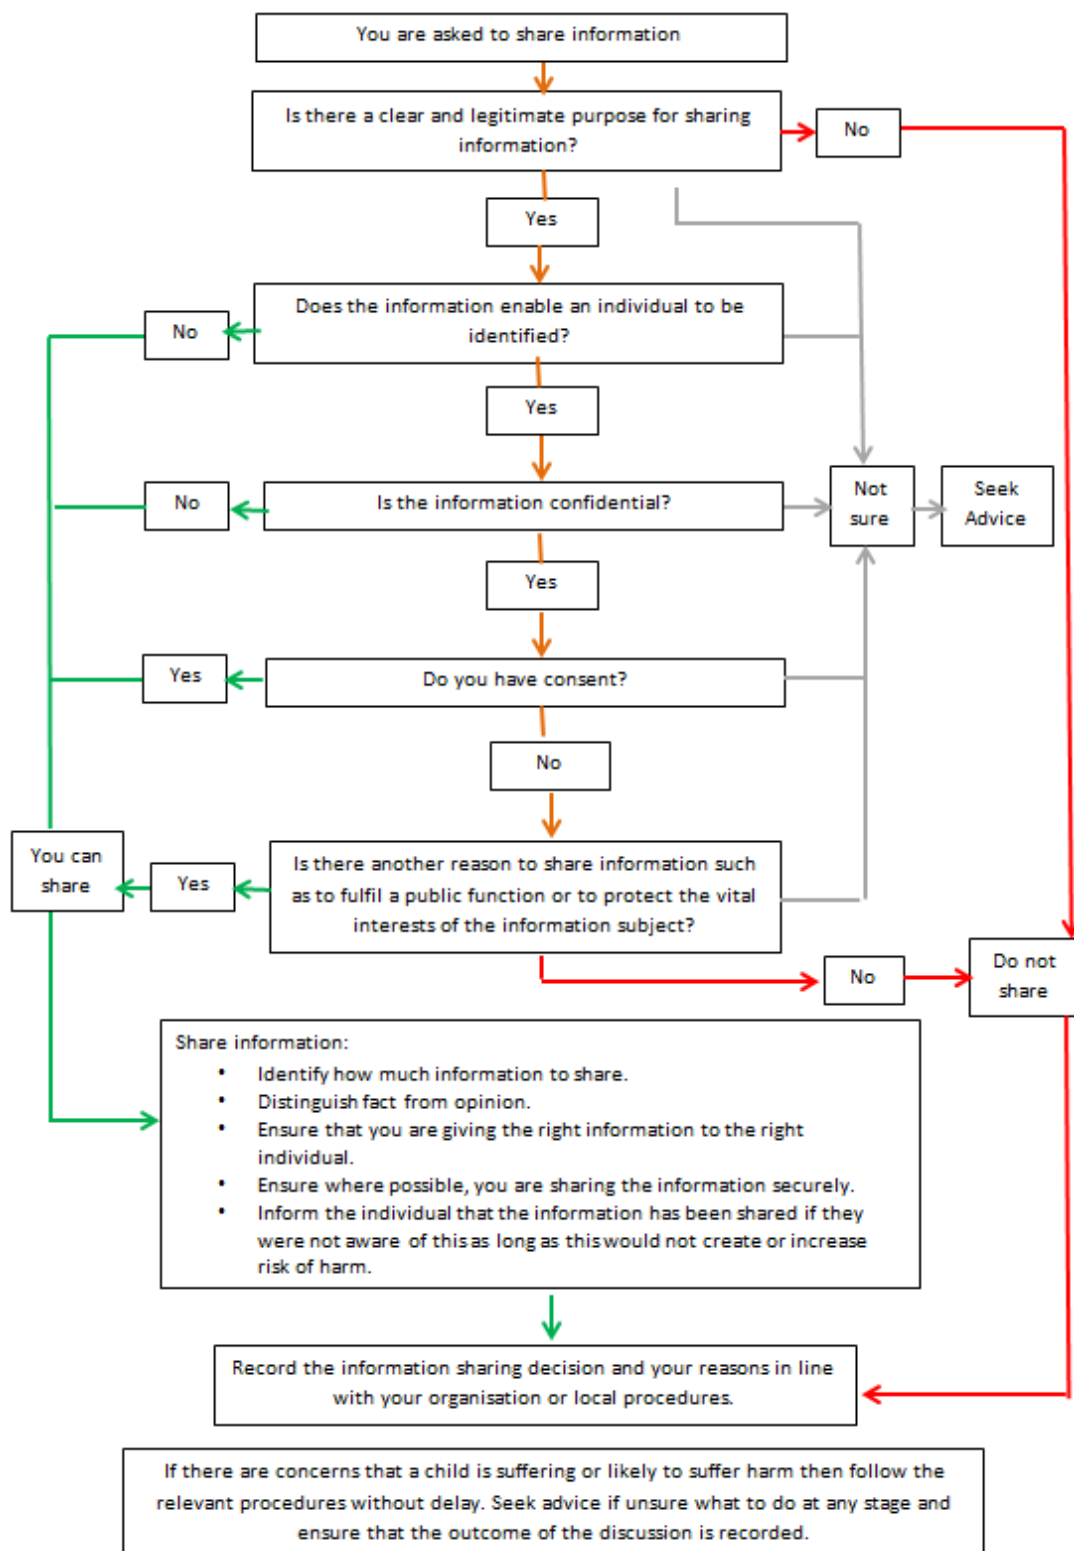 You are asked to share information
Is there a clear and legitimate purpose for sharing
information?
No
Yes
Does the information enable an individual to be
identified?
No
Yes
Is the information confidential?
No
Not
sure
Seek
Advice
Yes
Do you have consent?
Yes
No
Is there another reason to share information such
as to fulfil a public function or to protect the vital
interests of the information subject?
Yes
You can
share
No
Do not
share
Share information:
• Identify how much information to share.
• Distinguish fact from opinion.
• Ensure that you are giving the right information to the right
individual.
• Ensure where possible, you are sharing the information securely.
• Inform the individual that the information has been shared if they
were not aware of this as long as this would not create or increase
risk of harm.
Record the information sharing decision and your reasons in line
with your organisation or local procedures.
If there are concerns that a child is suffering or likely to suffer harm then follow the
relevant procedures without delay. Seek advice if unsure what to do at any stage and
ensure that the outcome of the discussion is recorded.